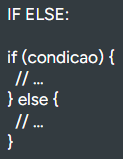 IF ELSE:

if (condicao) {
  // ...
} else {
  // ...
}